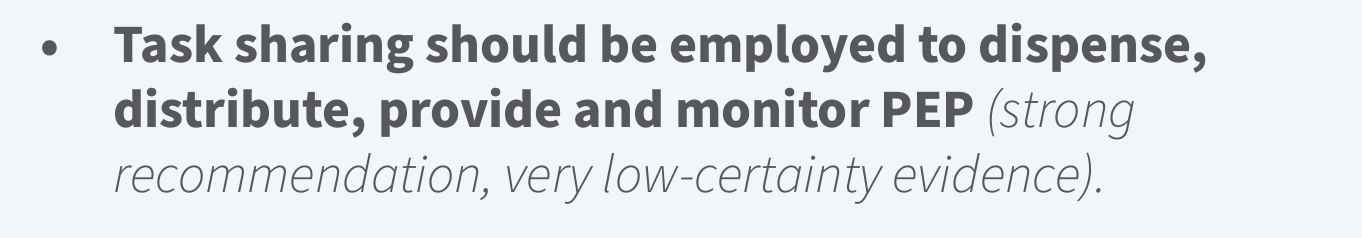 • Task sharing should be employed to dispense,
distribute, provide and monitor PEP (strong
recommendation, very low-certainty evidence).